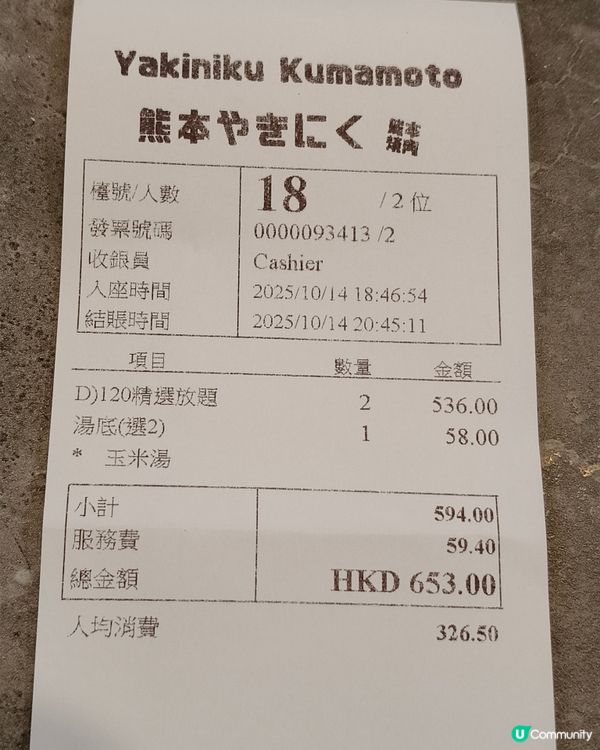 Yakiniku Kumamoto
熊本やきにく 熊本焼肉
檯號/人數 18 / 2 位
發票號碼 0000093413 /2
收銀員 Cashier
入座時間 2025/10/14 18:46:54
結賬時間 2025/10/14 20:45:11
項目 數量 金額
D)120精選放題 2 536.00
湯底(選2) 1 58.00
* 玉米湯
小計 594.00
服務費 59.40
總金額 HKD 653.00
人均消費 326.50
U Community